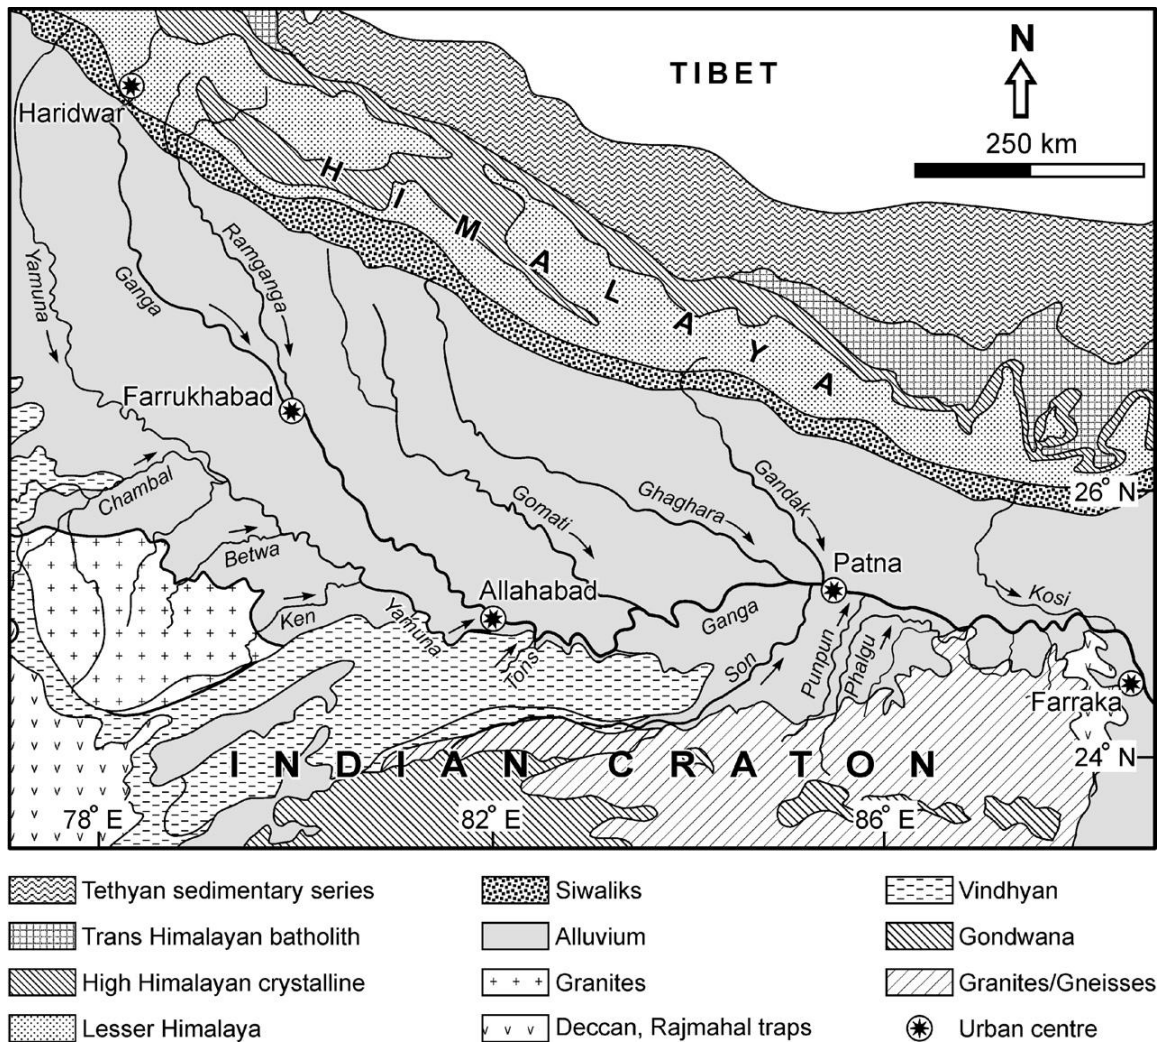 TIBET
N
250 km
Haridwar
HIMALAYA
Yamuna
Ganga
Ramganga
Farrukhabad
Chambal
Betwa
Ken
Yamuna
Allahabad
Tons
Gomati
Ghaghara
Gandak
26° N
Patna
Ganga
Son
Punpun
Phalgu
Kosi
Farraka
INDIAN CRATON
24° N
78° E
82° E
86° E
Tethyan sedimentary series
Trans Himalayan batholith
High Himalayan crystalline
Lesser Himalaya
Siwaliks
Alluvium
Granites
Deccan, Rajmahal traps
Vindhyan
Gondwana
Granites/Gneisses
Urban centre